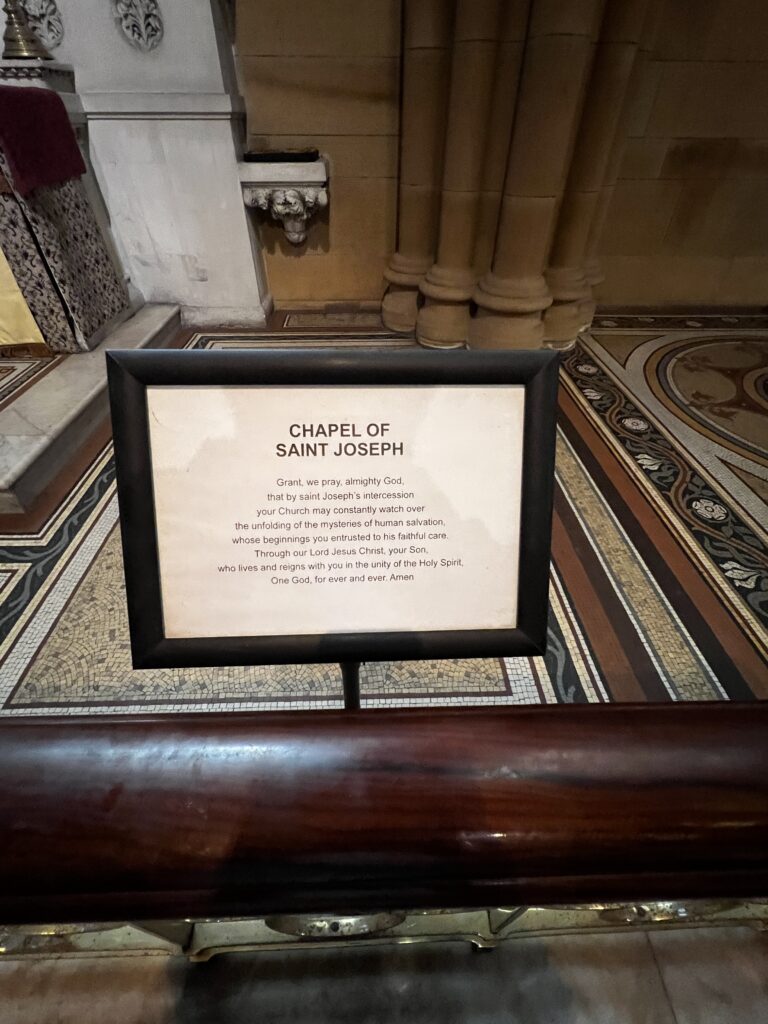 CHAPEL OF
SAINT JOSEPH
Grant, we pray, almighty God,
that by saint Joseph's intercession
your Church may constantly watch over
the unfolding of the mysteries of human salvation,
whose beginnings you entrusted to his faithful care.
Through our Lord Jesus Christ, your Son,
who lives and reigns with you in the unity of the Holy Spirit,
One God, for ever and ever. Amen